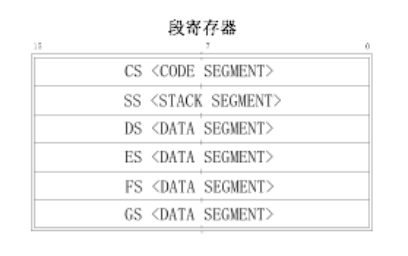 段寄存器
15 7 0
CS <CODE SEGMENT>
SS <STACK SEGMENT>
DS <DATA SEGMENT>
ES <DATA SEGMENT>
FS <DATA SEGMENT>
GS <DATA SEGMENT>